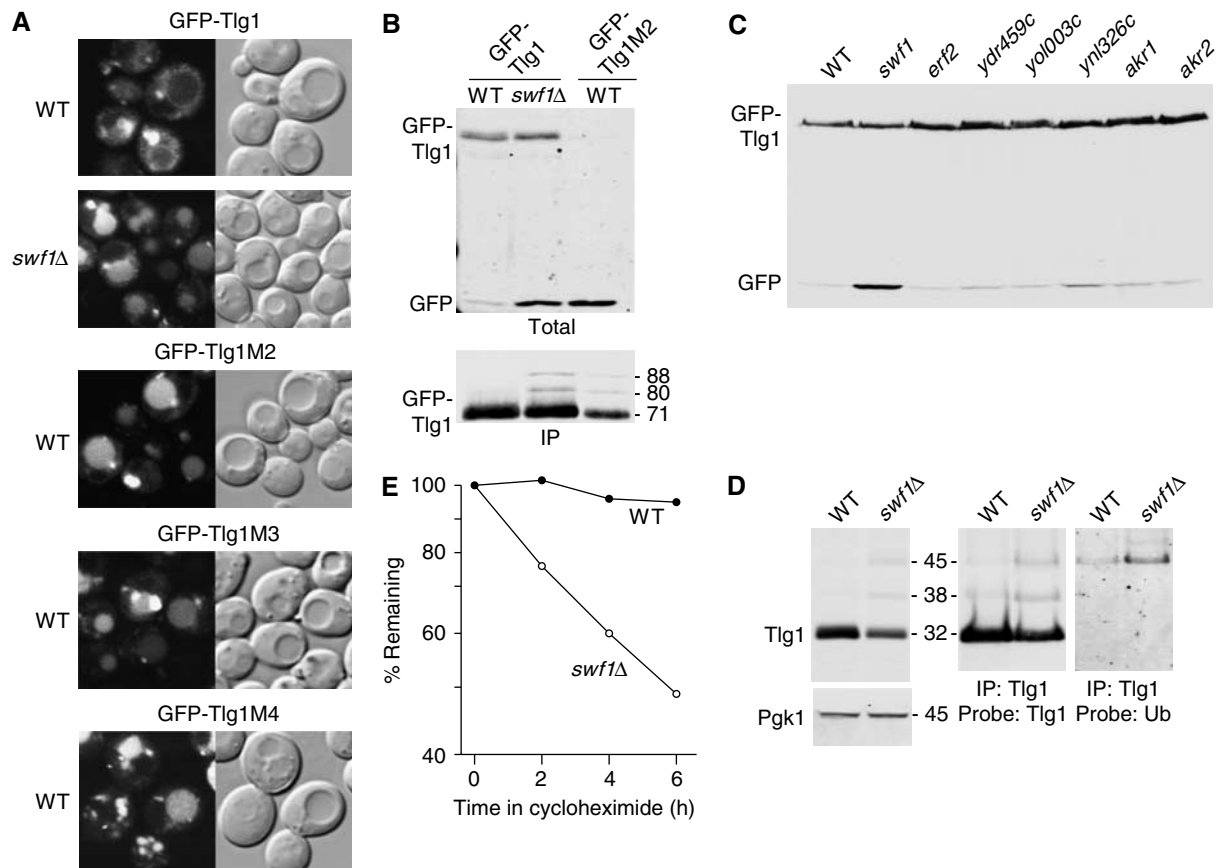 A
GFP-Tlg1
WT
swf1Δ
GFP-Tlg1M2
WT
GFP-Tlg1M3
WT
GFP-Tlg1M4
WT
B
GFP-
Tlg1
GFP-
Tlg1M2
WT swf1Δ WT
GFP-
Tlg1
GFP
Total
GFP-
Tlg1
- 88
- 80
- 71
IP
C
WT swf1 erf2 ydr459c yol003c ynl326c akr1 akr2
GFP-
Tlg1
GFP
E
100
80
60
40
% Remaining
WT
swf1Δ
0 2 4 6
Time in cycloheximide (h)
D
WT swf1Δ WT swf1Δ WT swf1Δ
- 45 -
- 38 -
Tlg1 - 32 -
Pgk1 - 45
IP: Tlg1
Probe: Tlg1
IP: Tlg1
Probe: Ub